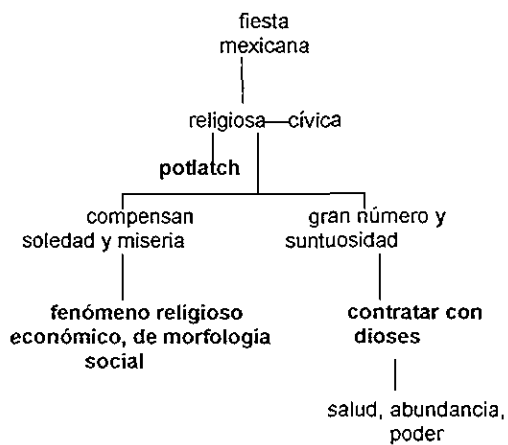 fiesta
mexicana
religiosa—cívica
potlatch
compensan
soledad y miseria
gran número y
suntuosidad
fenómeno religioso
económico, de morfología
social
contratar con
dioses
salud, abundancia,
poder